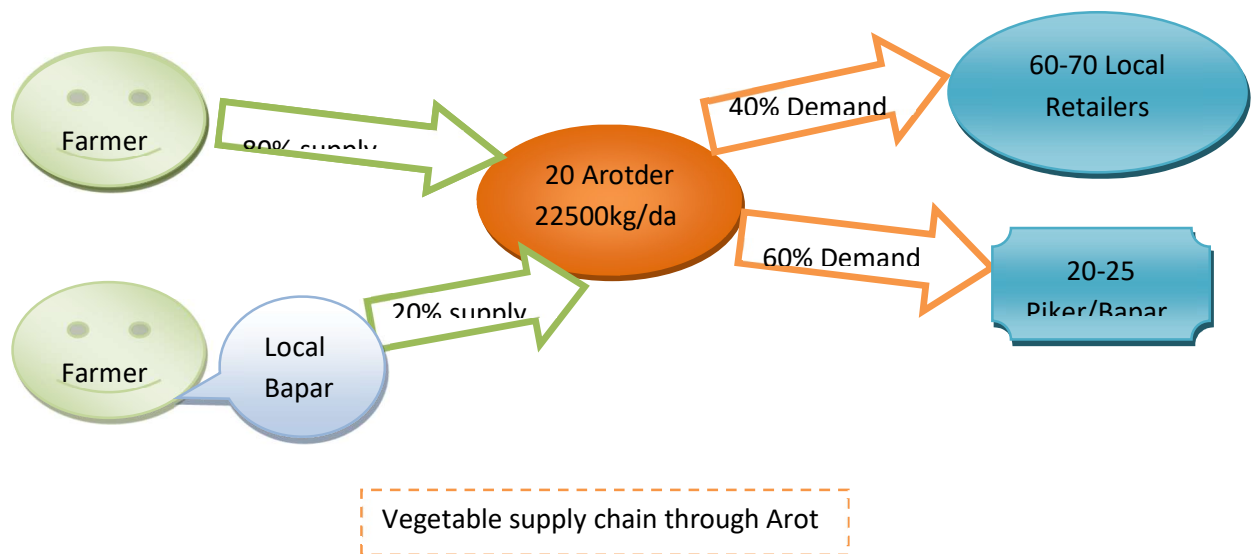 Farmer
80% supply
20 Arotder
22500kg/da
40% Demand
60-70 Local
Retailers
60% Demand
20-25
Piker/Bapar
Farmer
Local
Bapar
20% supply
Vegetable supply chain through Arot